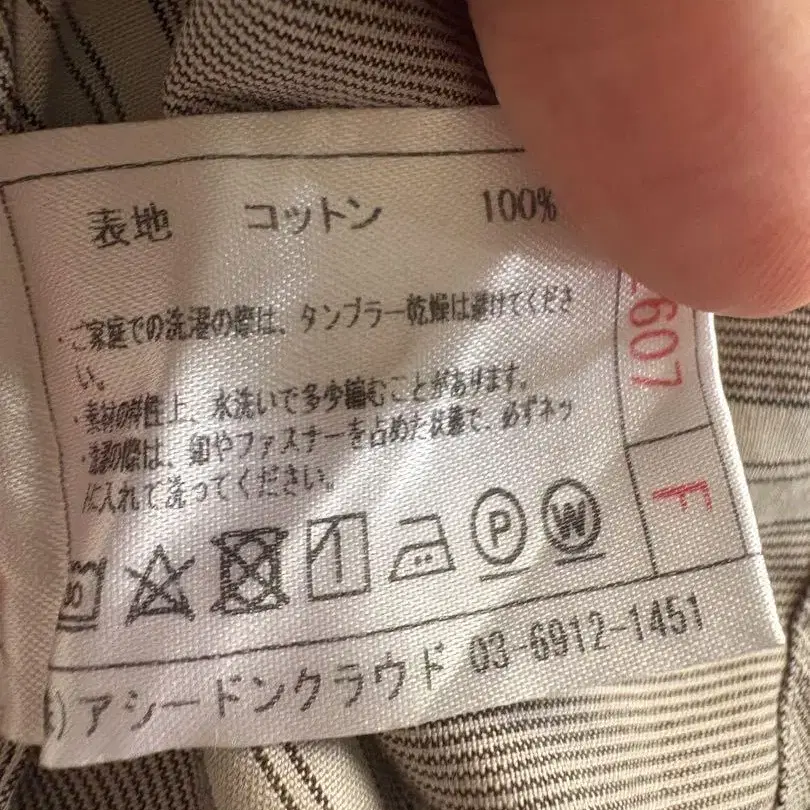 表地 コットン 100%
・ご家庭での洗濯の際は、タンブラー乾燥は避けてくださ
い。
・素材の特性上、水洗いで多少縮むことがあります。
・洗濯の際は、釦やファスナーを占めた状態で、必ずネッ
に入れて洗ってください。
607
F
P W
)アシードンクラウド 03-6912-1451